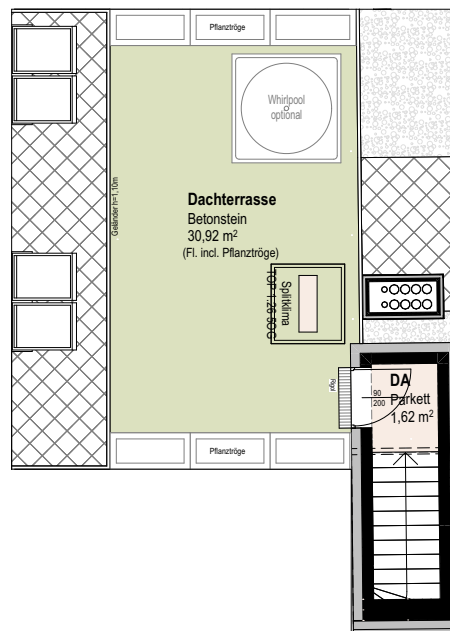 Pflanztröge
Whirlpool
optional
Geländer h=1,10m
Dachterrasse
Betonstein
30,92 m²
(Fl. incl. Pflanztröge)
Splitklima
Rigol
90
200
DA
Parkett
1,62 m²
Pflanztröge